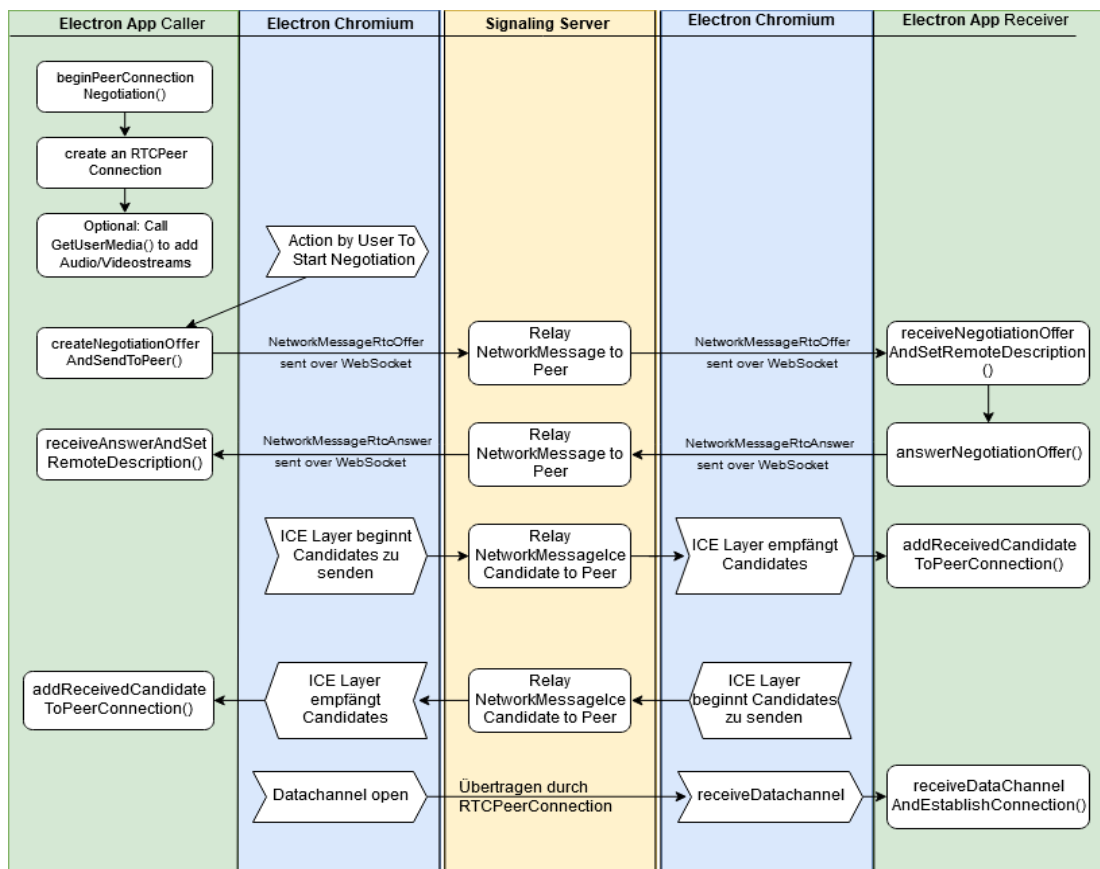 Electron App Caller
Electron Chromium
Signaling Server
Electron Chromium
Electron App Receiver
beginPeerConnection
Negotiation()
create an RTCPeer
Connection
Optional: Call
GetUserMedia() to add
Audio/Videostreams
Action by User To
Start Negotiation
createNegotiationOffer
AndSendToPeer()
NetworkMessageRtcOffer
sent over WebSocket
Relay
NetworkMessage to
Peer
NetworkMessageRtcOffer
sent over WebSocket
receiveNegotiationOffer
AndSetRemoteDescription
()
receiveAnswerAndSet
RemoteDescription()
NetworkMessageRtcAnswer
sent over WebSocket
Relay
NetworkMessage to
Peer
NetworkMessageRtcAnswer
sent over WebSocket
answerNegotiationOffer()
ICE Layer beginnt
Candidates zu
senden
Relay
NetworkMessageIce
Candidate to Peer
ICE Layer empfängt
Candidates
addReceivedCandidate
ToPeerConnection()
addReceivedCandidate
ToPeerConnection()
ICE Layer
empfängt
Candidates
Relay
NetworkMessageIce
Candidate to Peer
ICE Layer
beginnt Candidates
zu senden
Datachannel open
Übertragen durch
RTCPeerConnection
receiveDatachannel
receiveDataChannel
AndEstablishConnection()